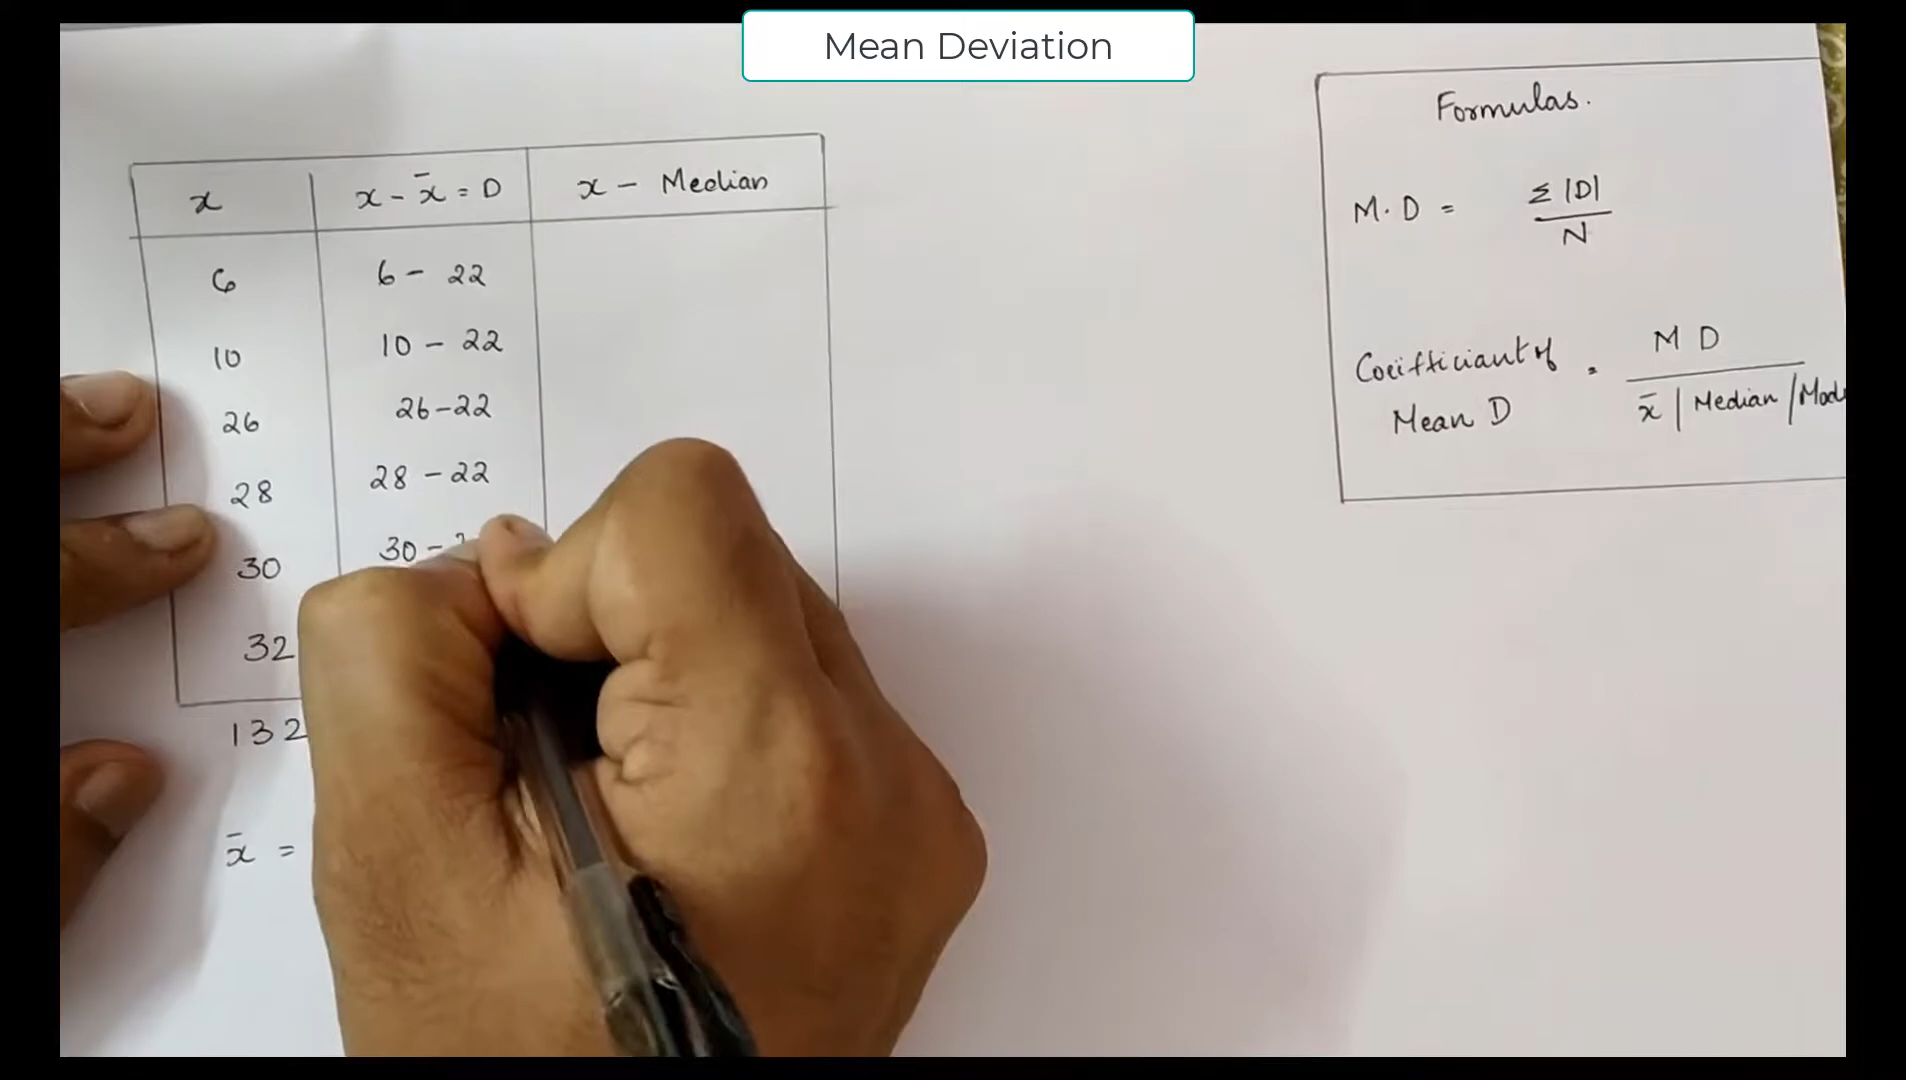 Mean Deviation
x | x - x̄ = D | x - Median
6 | 6 - 22
10 | 10 - 22
26 | 26-22
28 | 28 - 22
30 | 30 -
32
132
x̄ =
Formulas.
M.D = Σ |D| / N
Coeifficiant of Mean D = M D / x̄ | Median /